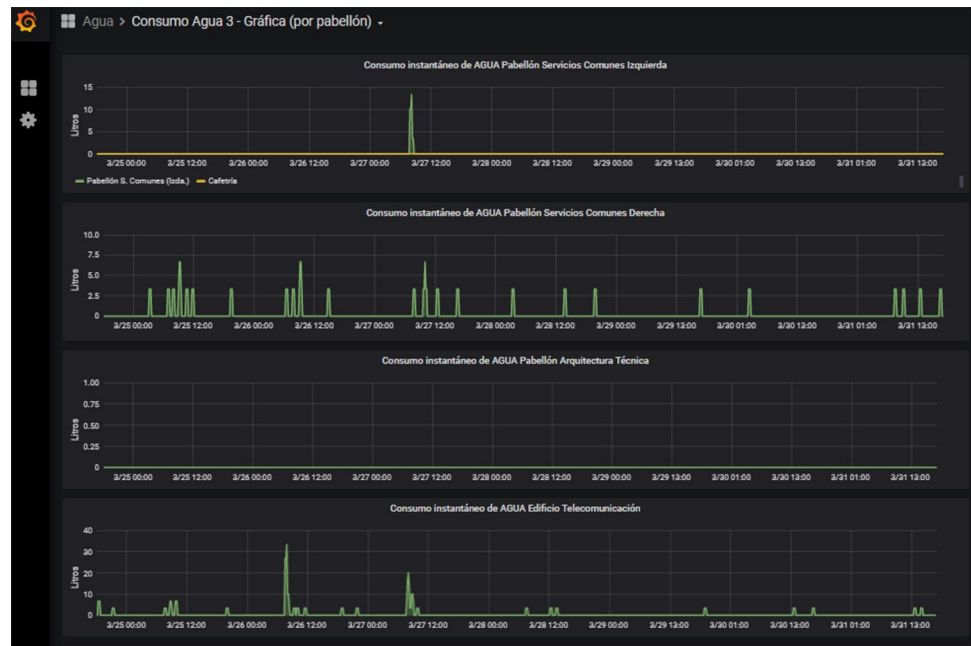 Agua > Consumo Agua 3 - Gráfica (por pabellón)
Consumo instantáneo de AGUA Pabellón Servicios Comunes Izquierda
15
10
5
0
Litros
3/25 00:00 3/25 12:00 3/26 00:00 3/26 12:00 3/27 00:00 3/27 12:00 3/28 00:00 3/28 12:00 3/29 00:00 3/29 13:00 3/30 01:00 3/30 13:00 3/31 01:00 3/31 13:00
Pabellón S. Comunes (Izda.) Cafetría
Consumo instantáneo de AGUA Pabellón Servicios Comunes Derecha
10.0
7.5
5.0
2.5
0
Litros
3/25 00:00 3/25 12:00 3/26 00:00 3/26 12:00 3/27 00:00 3/27 12:00 3/28 00:00 3/28 12:00 3/29 00:00 3/29 13:00 3/30 01:00 3/30 13:00 3/31 01:00 3/31 13:00
Consumo instantáneo de AGUA Pabellón Arquitectura Técnica
1.00
0.75
0.50
0.25
0
Litros
3/25 00:00 3/25 12:00 3/26 00:00 3/26 12:00 3/27 00:00 3/27 12:00 3/28 00:00 3/28 12:00 3/29 00:00 3/29 13:00 3/30 01:00 3/30 13:00 3/31 01:00 3/31 13:00
Consumo instantáneo de AGUA Edificio Telecomunicación
40
30
20
10
0
Litros
3/25 00:00 3/25 12:00 3/26 00:00 3/26 12:00 3/27 00:00 3/27 12:00 3/28 00:00 3/28 12:00 3/29 00:00 3/29 13:00 3/30 01:00 3/30 13:00 3/31 01:00 3/31 13:00